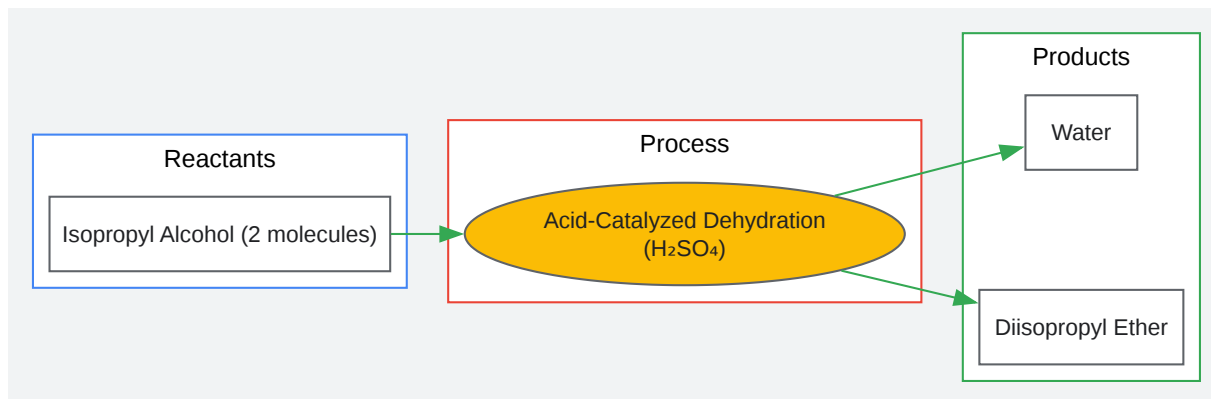 Reactants
Isopropyl Alcohol (2 molecules)
Process
Acid-Catalyzed Dehydration
(H₂SO₄)
Products
Water
Diisopropyl Ether